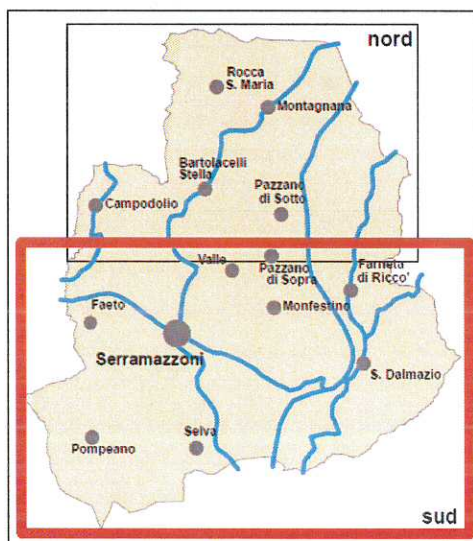 nord
Rocca
S. Maria
Montagnana
Bartolacelli
Stella
Pazzano
di Sotto
Campodolio
Valle
Pazzano
di Sopra
Farneta
di Ricco'
Faeto
Monfestino
Serramazzoni
S. Dalmazio
Pompeano
Selva
sud